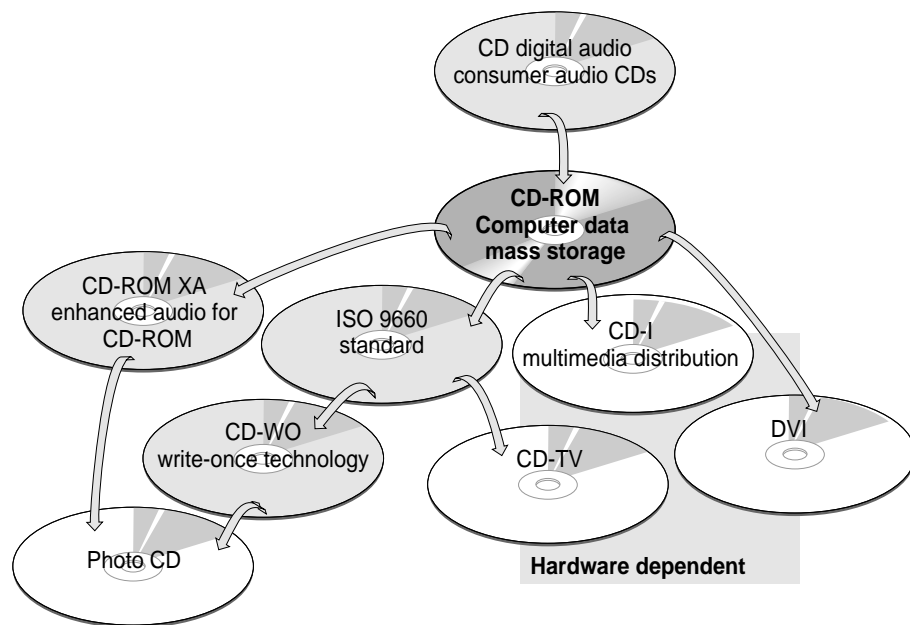 CD digital audio
consumer audio CDs
CD-ROM
Computer data
mass storage
CD-ROM XA
enhanced audio for
CD-ROM
ISO 9660
standard
CD-I
multimedia distribution
CD-WO
write-once technology
CD-TV
DVI
Photo CD
Hardware dependent